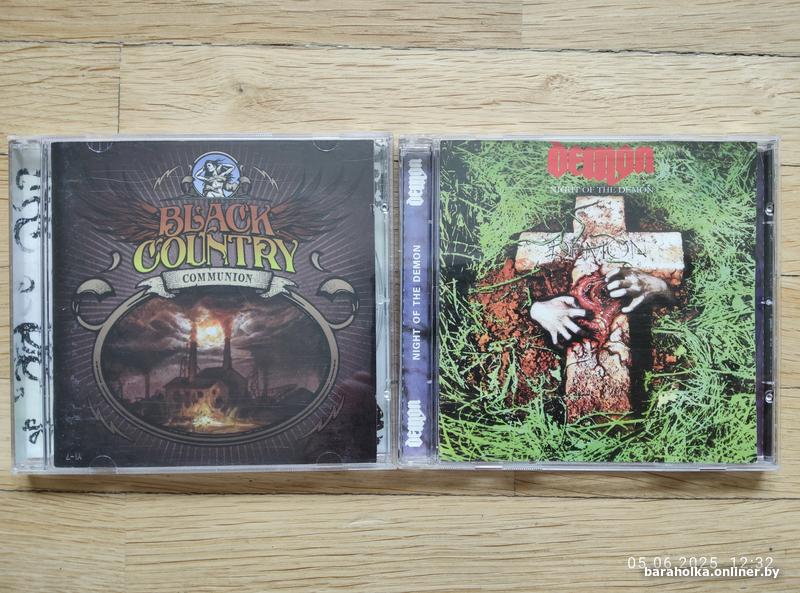 BLACK
COUNTRY
COMMUNION
DEMON
NIGHT OF THE DEMON
DEMON
NIGHT OF THE DEMON
DEMON
05.06.2025 12:32
baraholka.onliner.by